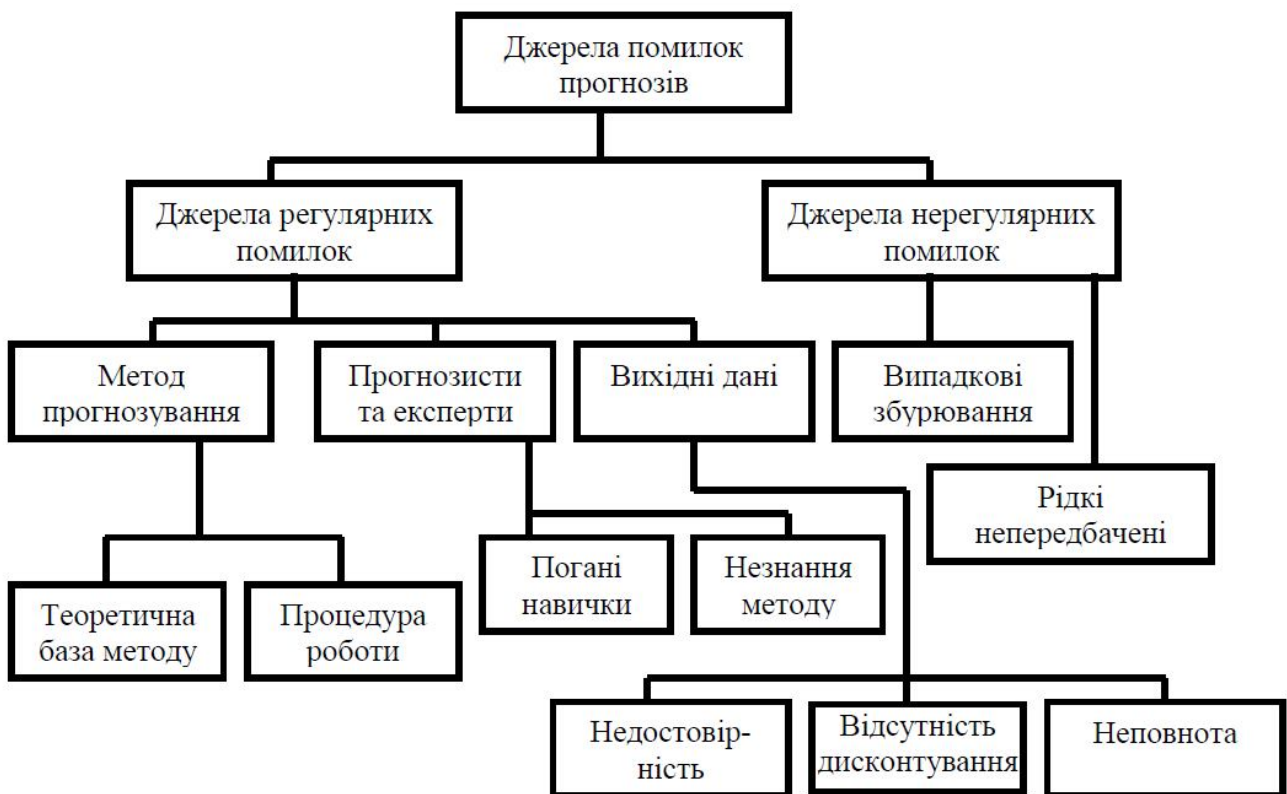 Джерела помилок
прогнозів
Джерела регулярних
помилок
Джерела нерегулярних
помилок
Метод
прогнозування
Прогнозисти
та експерти
Вихідні дані
Випадкові
збурювання
Рідкі
непередбачені
Погані
навички
Незнання
методу
Теоретична
база методу
Процедура
роботи
Недостовір-
ність
Відсутність
дисконтування
Неповнота